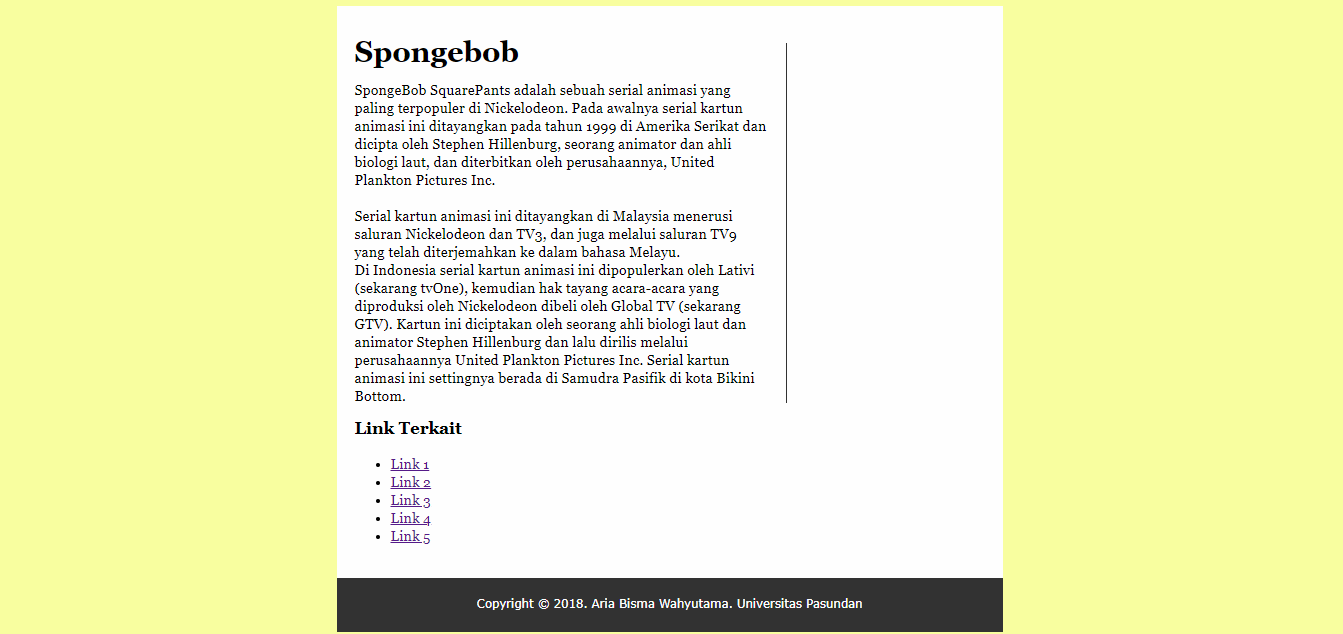 Spongebob
SpongeBob SquarePants adalah sebuah serial animasi yang
paling terpopuler di Nickelodeon. Pada awalnya serial kartun
animasi ini ditayangkan pada tahun 1999 di Amerika Serikat dan
dicipta oleh Stephen Hillenburg, seorang animator dan ahli
biologi laut, dan diterbitkan oleh perusahaannya, United
Plankton Pictures Inc.
Serial kartun animasi ini ditayangkan di Malaysia menerusi
saluran Nickelodeon dan TV3, dan juga melalui saluran TV9
yang telah diterjemahkan ke dalam bahasa Melayu.
Di Indonesia serial kartun animasi ini dipopulerkan oleh Lativi
(sekarang tvOne), kemudian hak tayang acara-acara yang
diproduksi oleh Nickelodeon dibeli oleh Global TV (sekarang
GTV). Kartun ini diciptakan oleh seorang ahli biologi laut dan
animator Stephen Hillenburg dan lalu dirilis melalui
perusahaannya United Plankton Pictures Inc. Serial kartun
animasi ini settingnya berada di Samudra Pasifik di kota Bikini
Bottom.
Link Terkait
• Link 1
• Link 2
• Link 3
• Link 4
• Link 5
Copyright © 2018. Aria Bisma Wahyutama. Universitas Pasundan